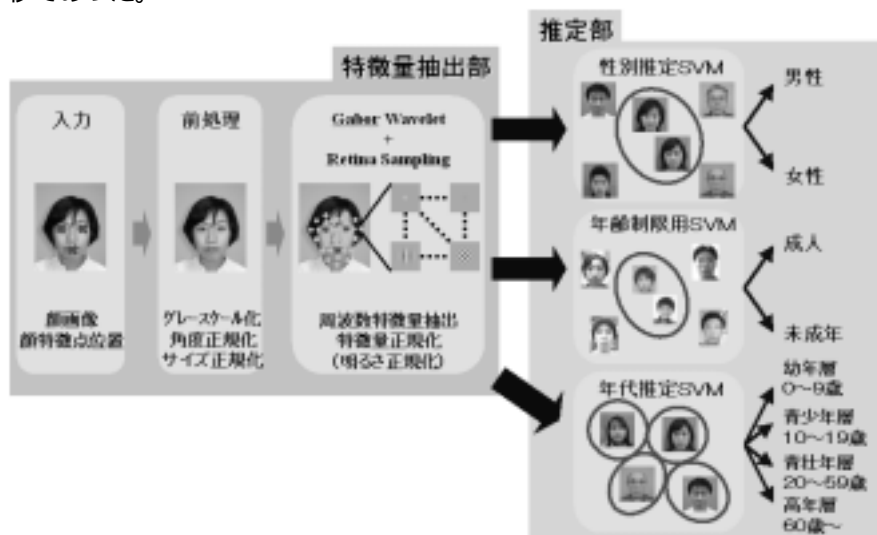 推定部
特徴量抽出部
入力
顔画像
顔特徴点位置
前処理
グレースケール化
角度正規化
サイズ正規化
Gabor Wavelet
+
Retina Sampling
周波数特徴量抽出
特徴量正規化
(明るさ正規化)
性別推定SVM
男性
女性
年齢制限用SVM
成人
未成年
年代推定SVM
幼年層
0〜9歳
青少年層
10〜19歳
青壮年層
20〜59歳
高年層
60歳〜